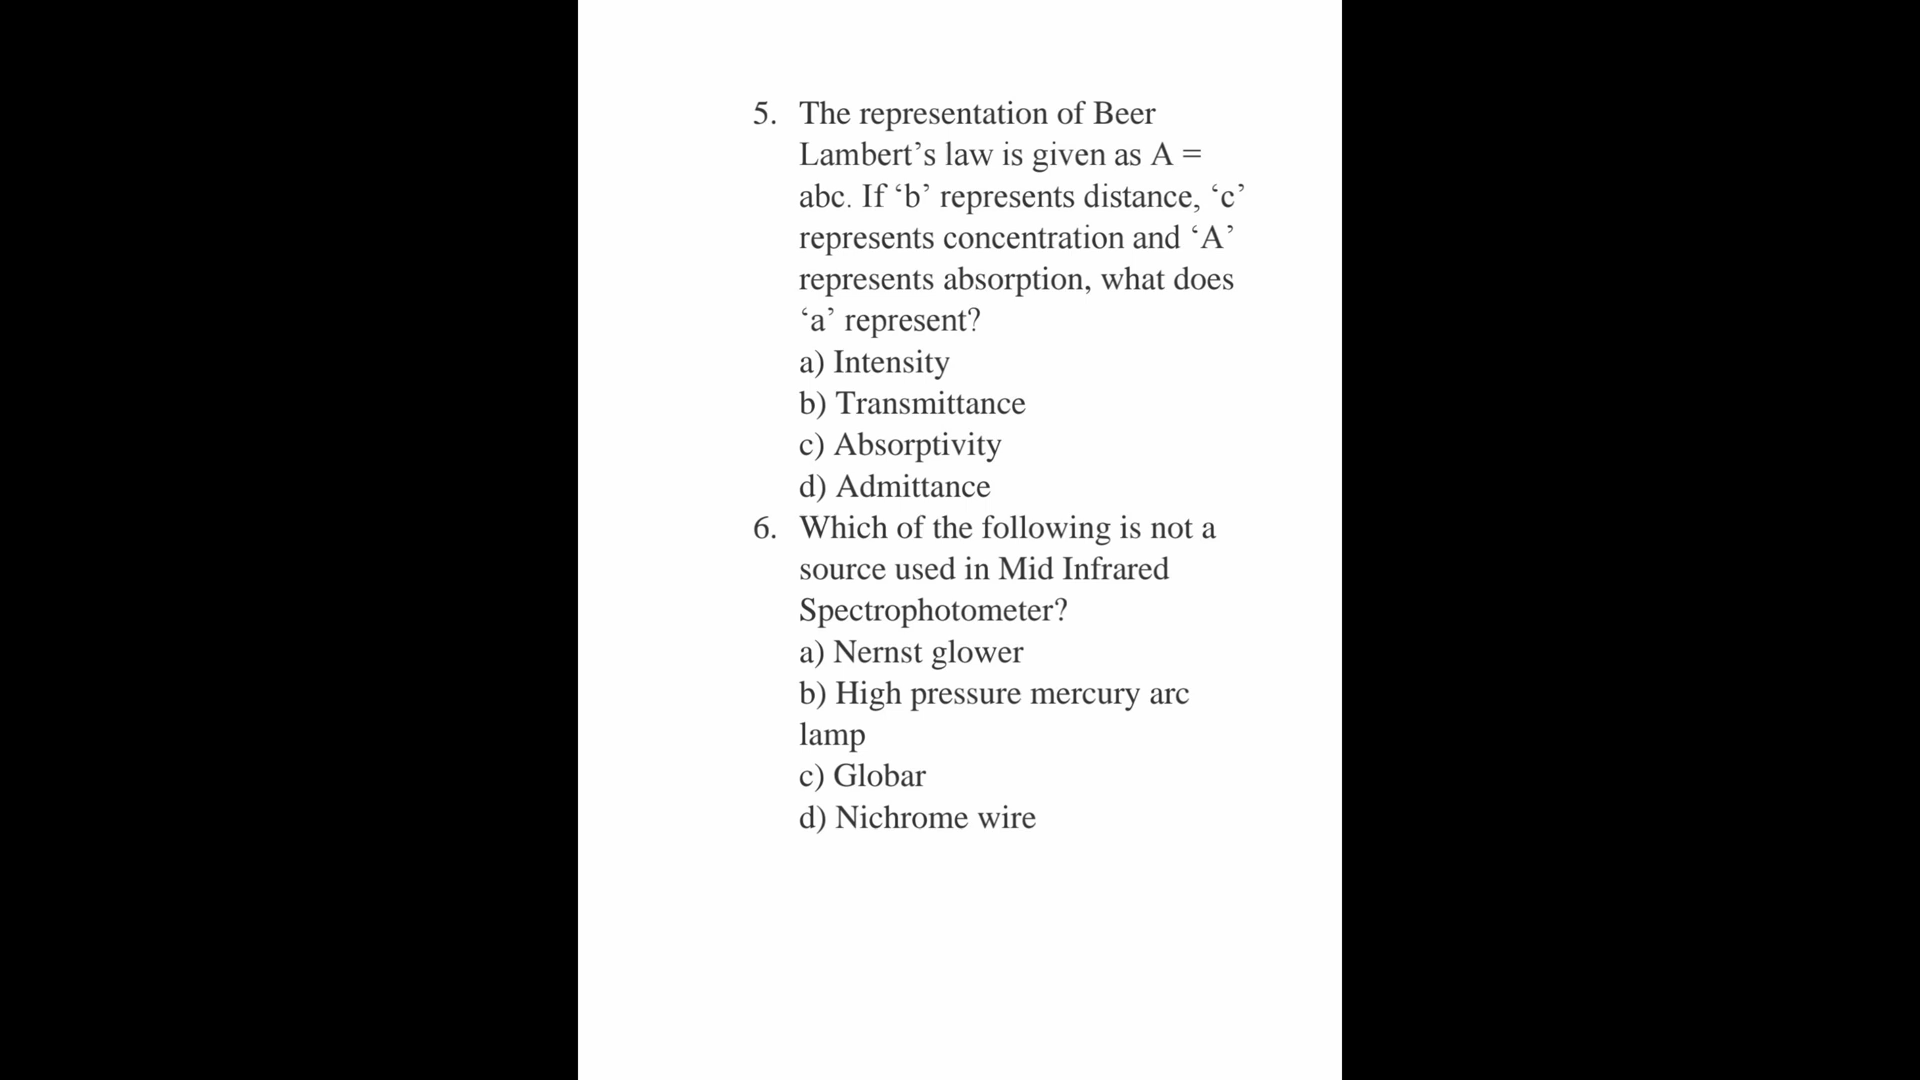 5. The representation of Beer
Lambert’s law is given as A =
abc. If ‘b’ represents distance, ‘c’
represents concentration and ‘A’
represents absorption, what does
‘a’ represent?
a) Intensity
b) Transmittance
c) Absorptivity
d) Admittance
6. Which of the following is not a
source used in Mid Infrared
Spectrophotometer?
a) Nernst glower
b) High pressure mercury arc
lamp
c) Globar
d) Nichrome wire